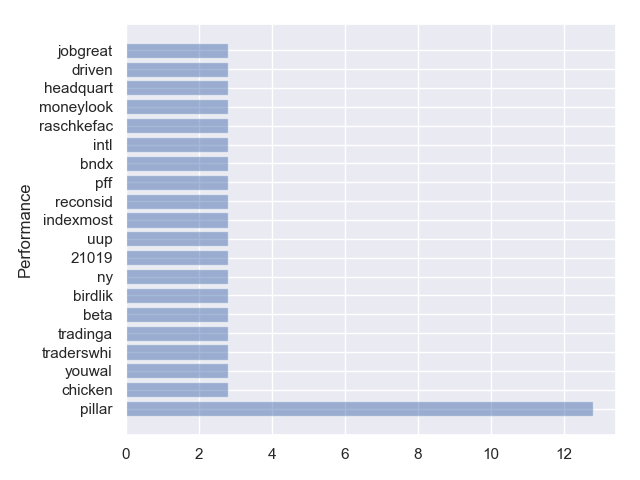 jobgreat
driven
headquart
moneylook
raschkefac
intl
bndx
pff
reconsid
indexmost
uup
21019
ny
birdlik
beta
tradinga
traderswhi
youwal
chicken
pillar
Performance
0 2 4 6 8 10 12